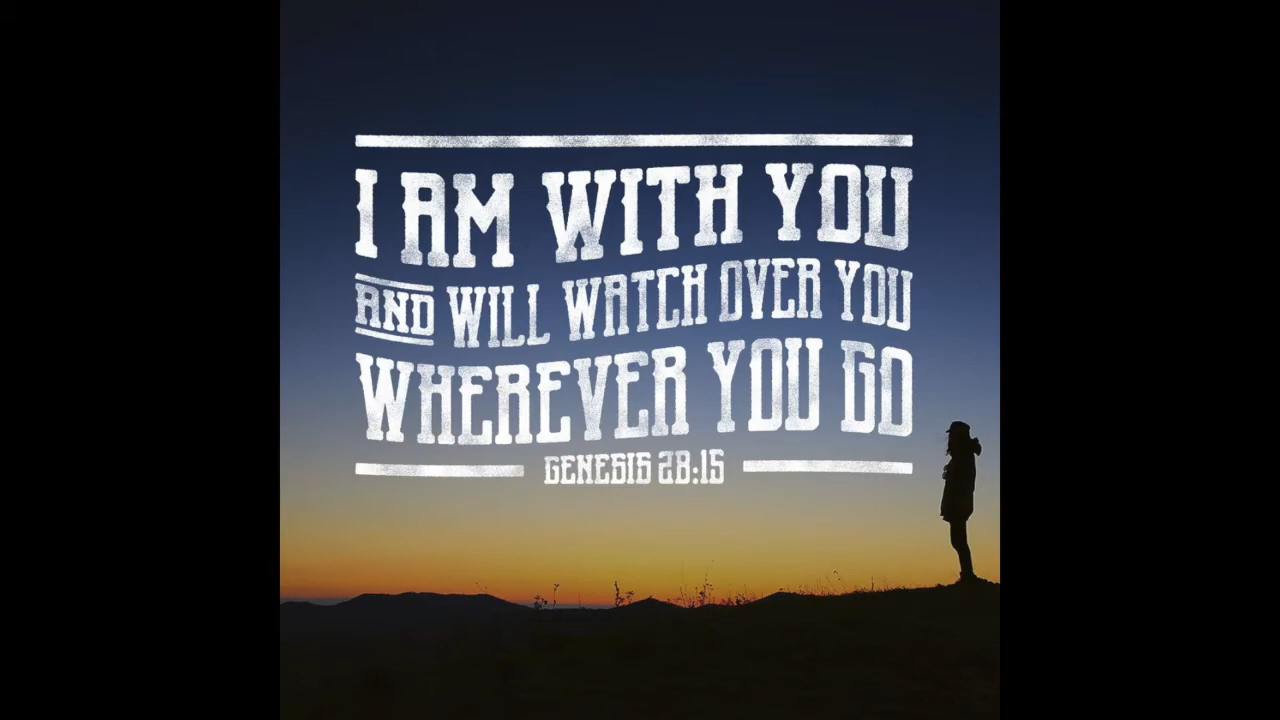 I AM WITH YOU
AND WILL WATCH OVER YOU
WHEREVER YOU GO
GENESIS 28:15